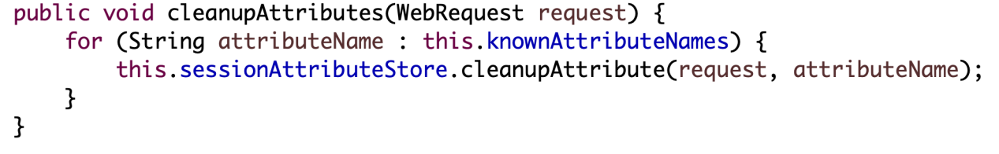 public void cleanupAttributes(WebRequest request) {
    for (String attributeName : this.knownAttributeNames) {
        this.sessionAttributeStore.cleanupAttribute(request, attributeName);
    }
}